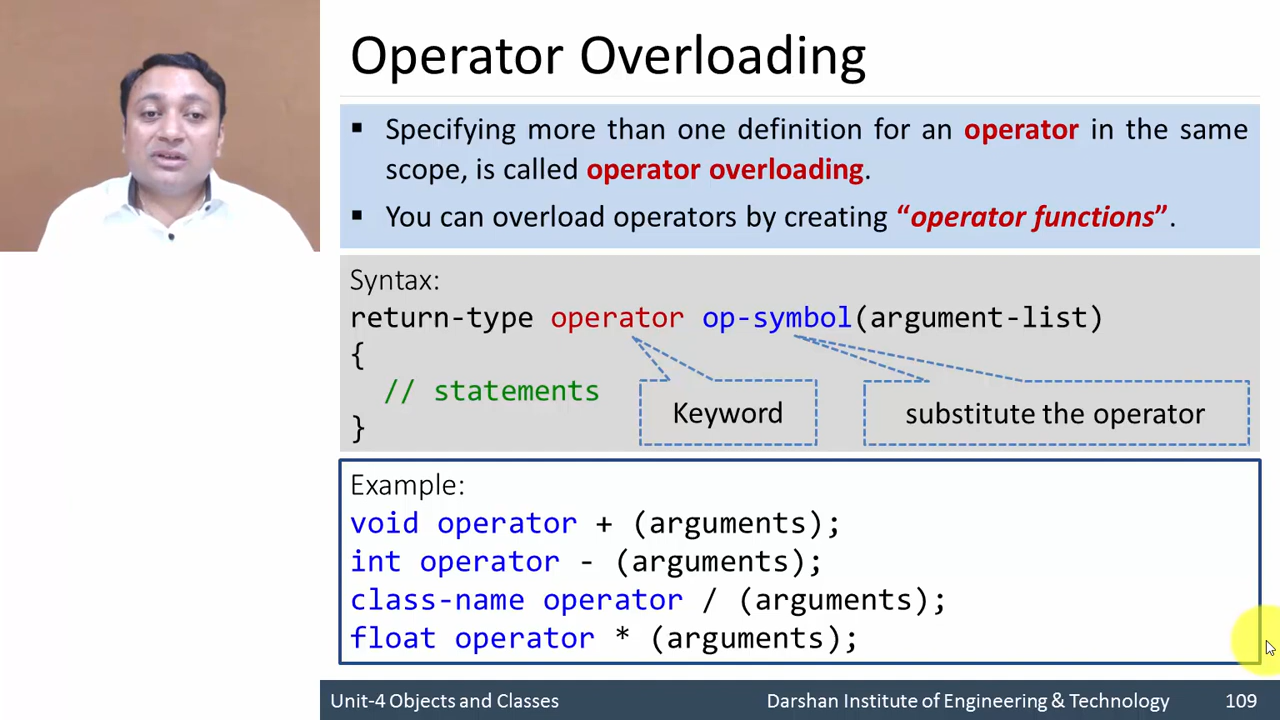 Operator Overloading
▪ Specifying more than one definition for an operator in the same
scope, is called operator overloading.
▪ You can overload operators by creating “operator functions”.
Syntax:
return-type operator op-symbol(argument-list)
{
// statements
}
Keyword
substitute the operator
Example:
void operator + (arguments);
int operator - (arguments);
class-name operator / (arguments);
float operator * (arguments);
Unit-4 Objects and Classes
Darshan Institute of Engineering & Technology
109